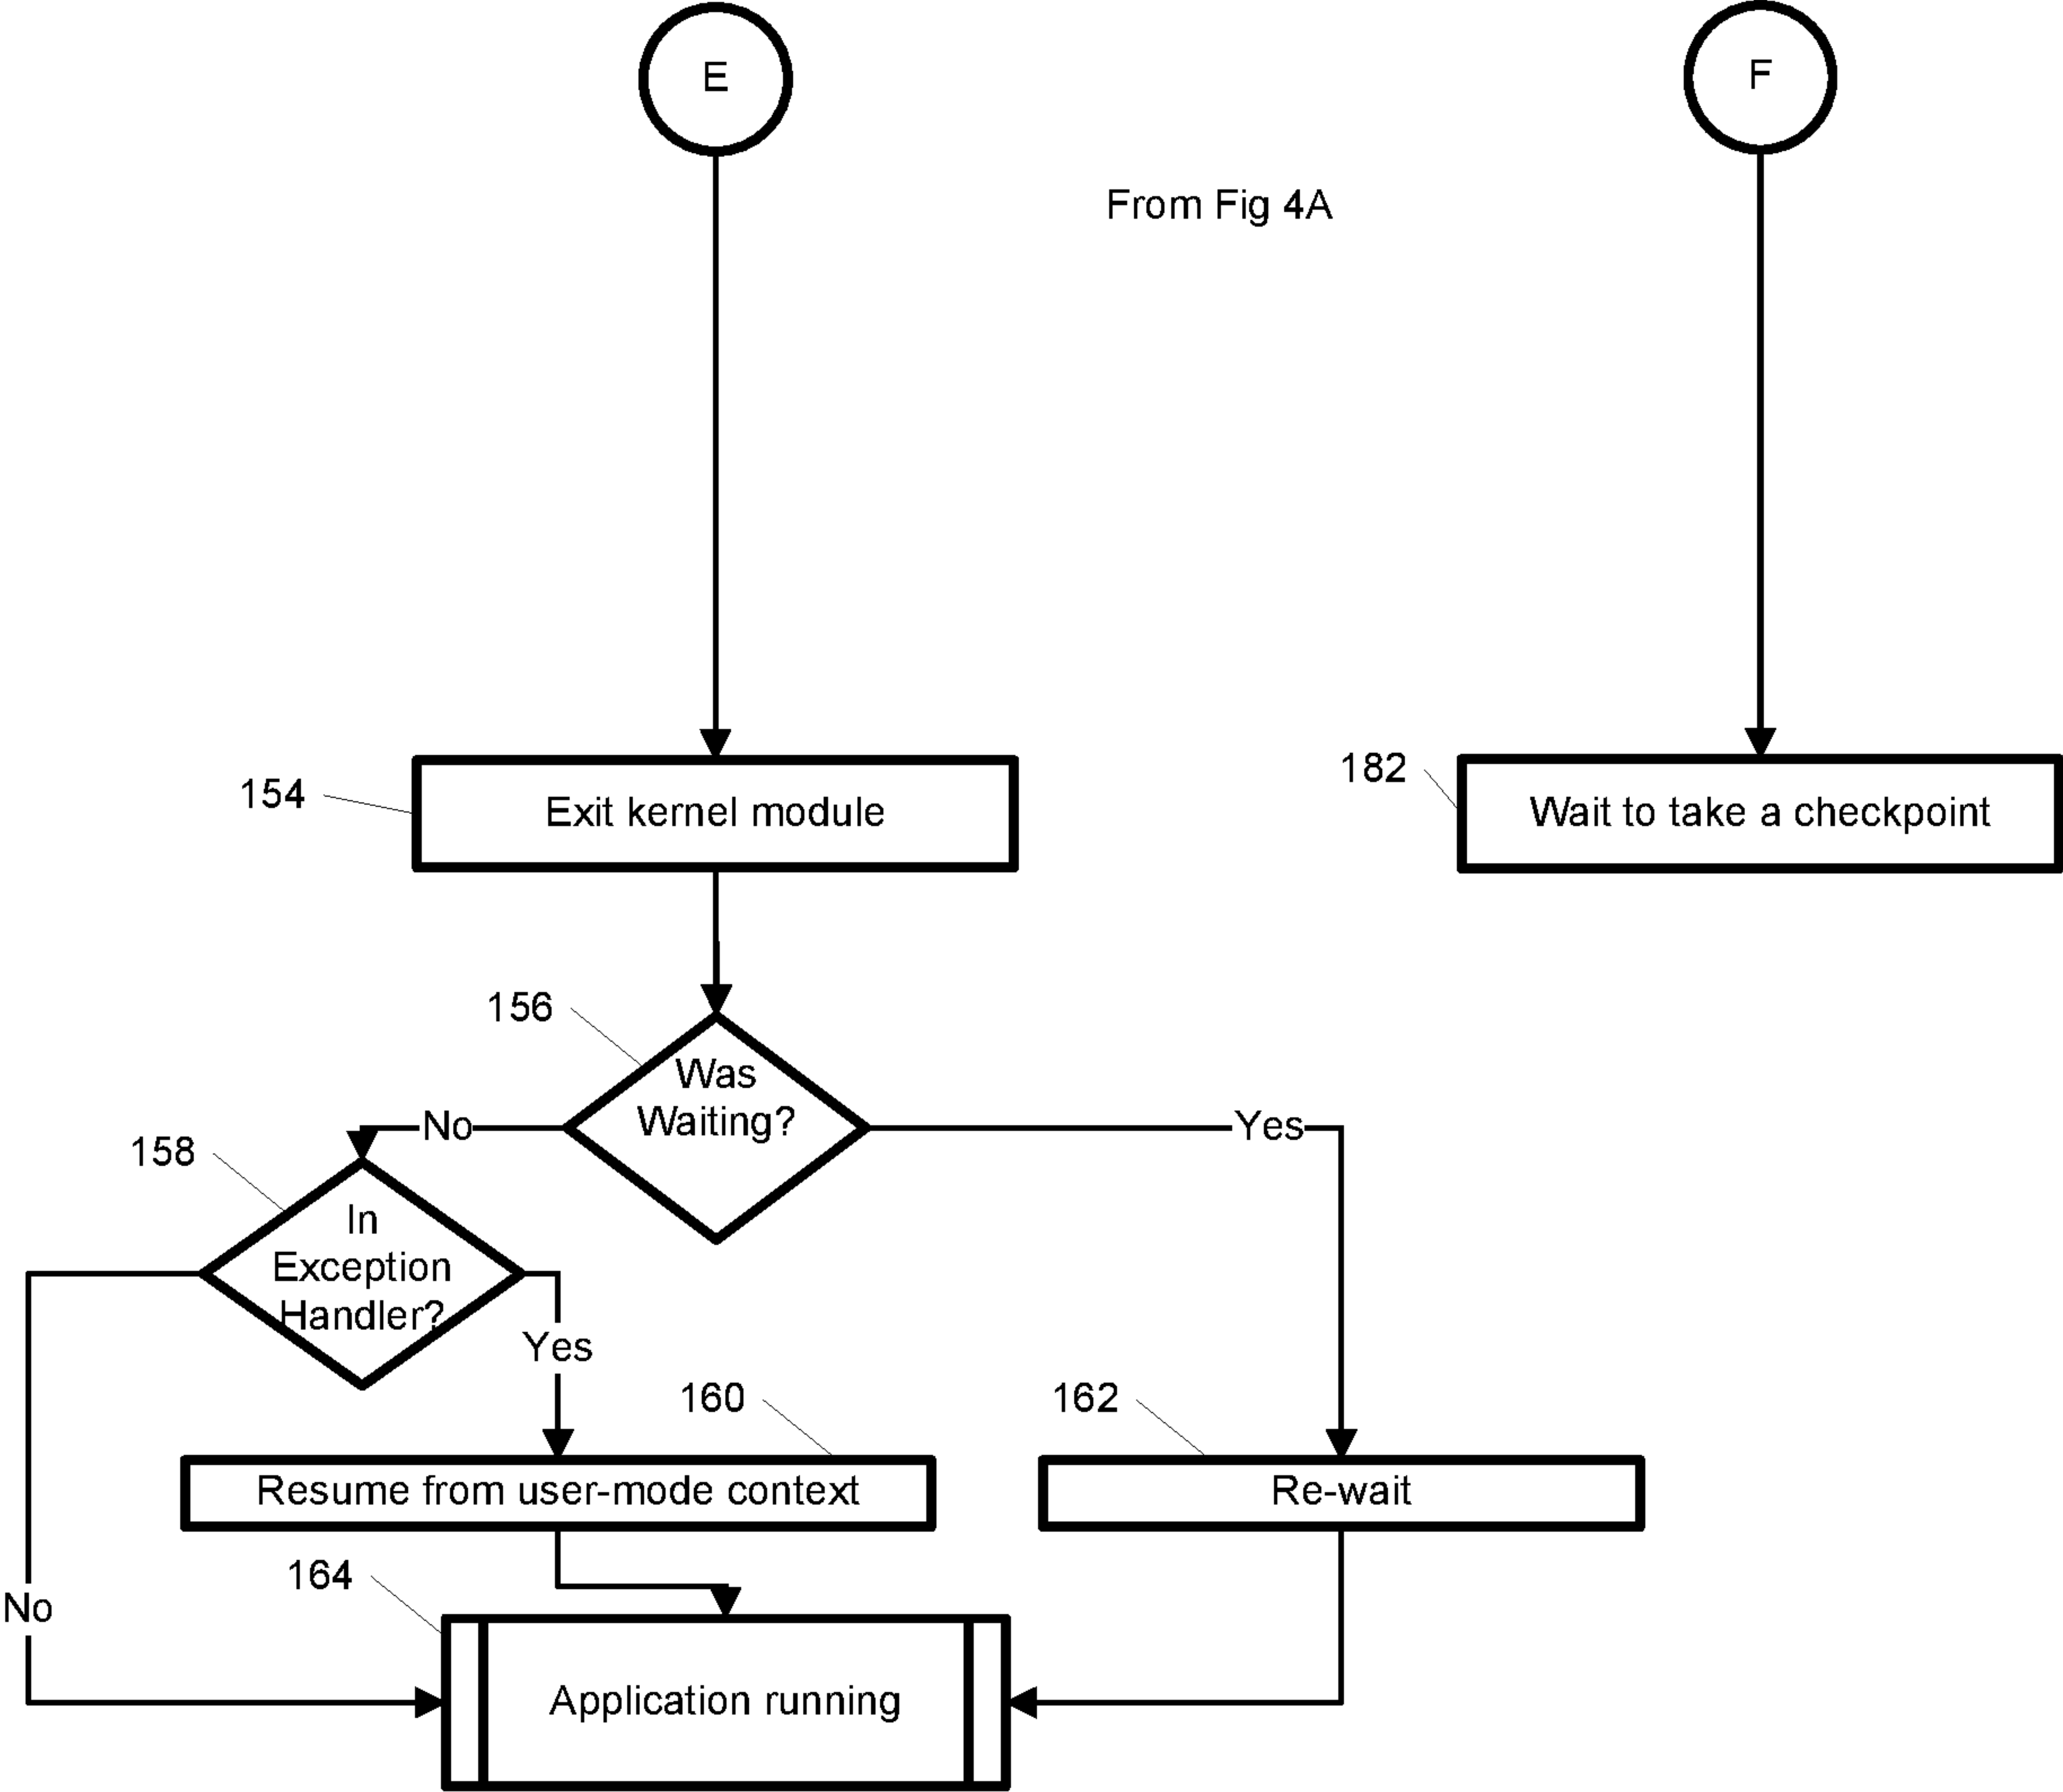 E
F
From Fig 4A
154
Exit kernel module
182
Wait to take a checkpoint
156
Was
Waiting?
No
Yes
158
In
Exception
Handler?
Yes
160
Resume from user-mode context
162
Re-wait
164
No
Application running